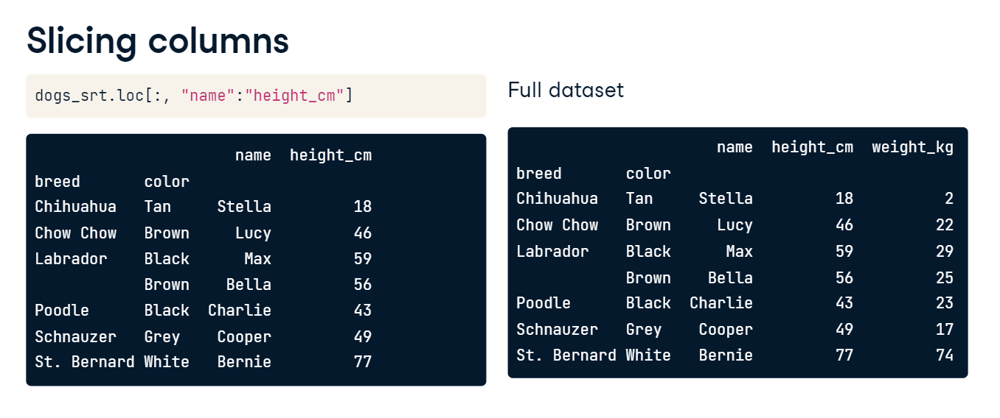 Slicing columns
dogs_srt.loc[:, "name":"height_cm"]
                      name  height_cm
breed       color
Chihuahua   Tan     Stella         18
Chow Chow   Brown     Lucy         46
Labrador    Black      Max         59
            Brown    Bella         56
Poodle      Black  Charlie         43
Schnauzer   Grey    Cooper         49
St. Bernard White   Bernie         77
Full dataset
                      name  height_cm  weight_kg
breed       color
Chihuahua   Tan     Stella         18          2
Chow Chow   Brown     Lucy         46         22
Labrador    Black      Max         59         29
            Brown    Bella         56         25
Poodle      Black  Charlie         43         23
Schnauzer   Grey    Cooper         49         17
St. Bernard White   Bernie         77         74